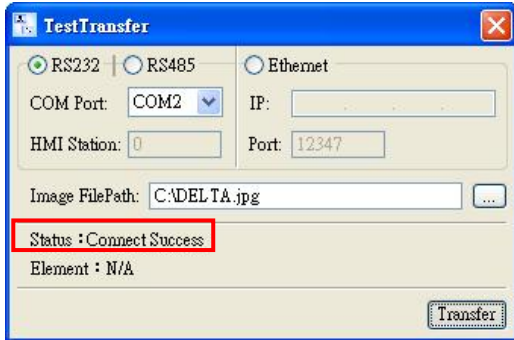 TestTransfer
RS232 RS485 Ethernet
COM Port: COM2 IP: . . .
HMI Station: 0 Port: 12347
Image FilePath: C:\DELTA.jpg ...
Status：Connect Success
Element：N/A
Transfer